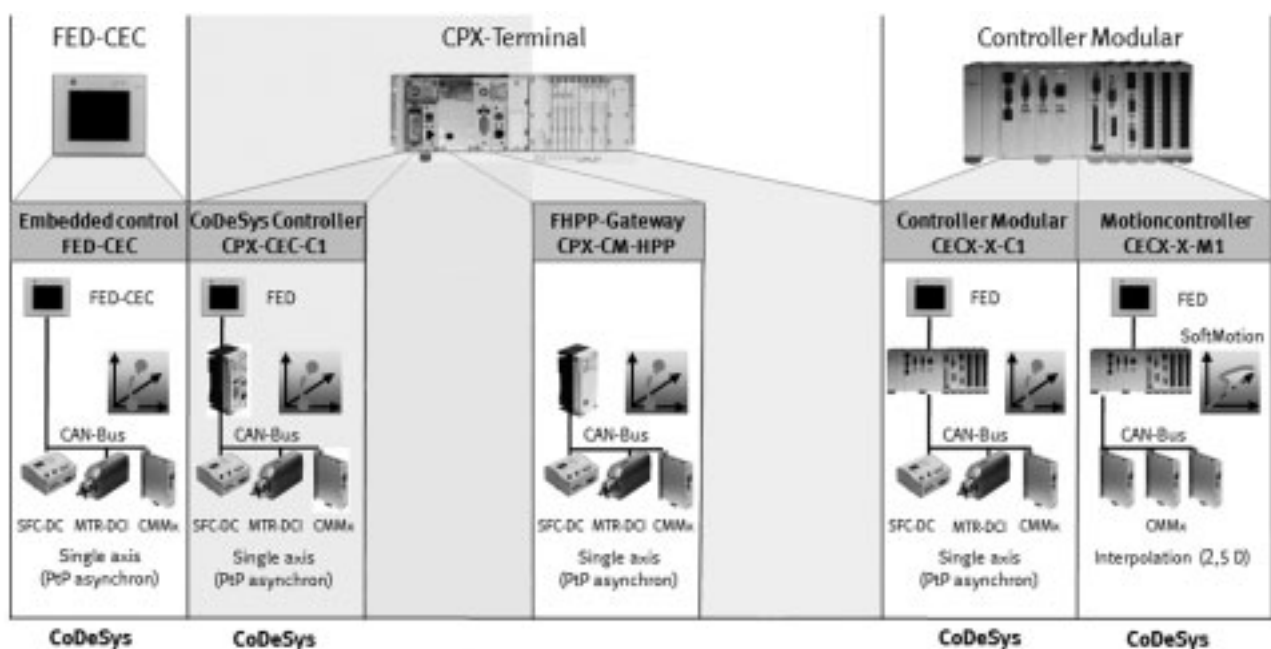 FED-CEC
CPX-Terminal
Controller Modular
Embedded control
FED-CEC
CoDeSys Controller
CPX-CEC-C1
FHPP-Gateway
CPX-CM-HPP
Controller Modular
CECX-X-C1
Motioncontroller
CECX-X-M1
FED-CEC
CAN-Bus
SFC-DC MTR-DCI CMMx
Single axis
(PtP asynchron)
FED
CAN-Bus
SFC-DC MTR-DCI CMMx
Single axis
(PtP asynchron)
CAN-Bus
SFC-DC MTR-DCI CMMx
Single axis
(PtP asynchron)
FED
CAN-Bus
SFC-DC MTR-DCI CMMx
Single axis
(PtP asynchron)
FED
SoftMotion
CAN-Bus
CMMx
Interpolation (2,5 D)
CoDeSys
CoDeSys
CoDeSys
CoDeSys